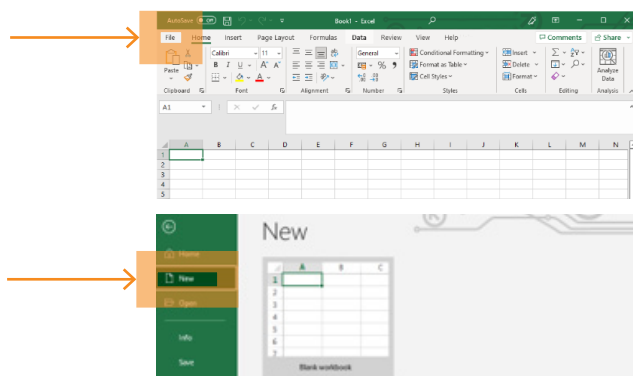 AutoSave Off Book1 - Excel
File Home Insert Page Layout Formulas Data Review View Help Comments Share
Calibri 11 General Conditional Formatting Insert
Paste B I U A Format as Table Delete Analyze
Cell Styles Format Data
Clipboard Font Alignment Number Styles Cells Editing Analysis
A1 fx
A B C D E F G H I J K L M N
1
2
3
4
5
New
Home
New
Open
Info
Save
A B C
1
2
3
4
5
6
7
Blank workbook